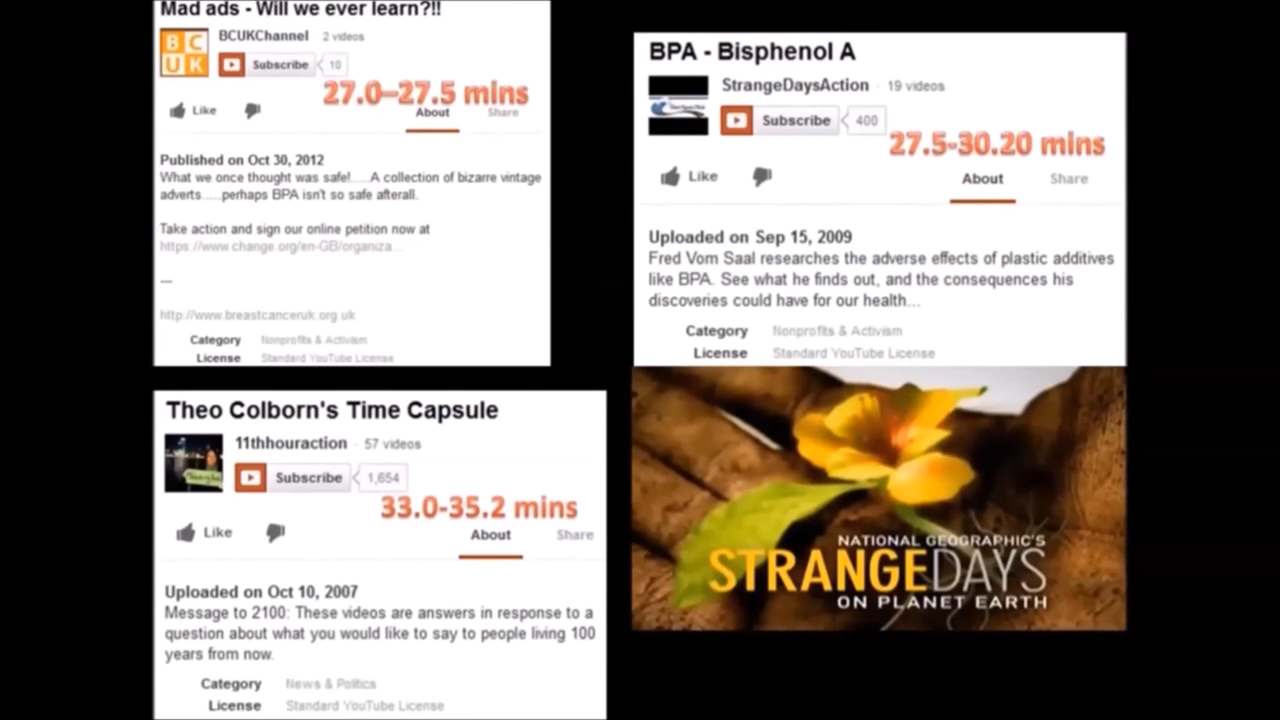 Mad ads - Will we ever learn?!!
BC
UK
BCUKChannel 2 videos
Subscribe 10
27.0–27.5 mins
Like
About Share
Published on Oct 30, 2012
What we once thought was safe!.....A collection of bizarre vintage
adverts.....perhaps BPA isn't so safe afterall.
Take action and sign our online petition now at
https://www.change.org/en-GB/organiza...
---
http://www.breastcanceruk.org.uk
Category Nonprofits & Activism
License Standard YouTube License
BPA - Bisphenol A
StrangeDaysAction · 19 videos
Subscribe 400
27.5-30.20 mins
Like
About Share
Uploaded on Sep 15, 2009
Fred Vom Saal researches the adverse effects of plastic additives
like BPA. See what he finds out, and the consequences his
discoveries could have for our health...
Category Nonprofits & Activism
License Standard YouTube License
Theo Colborn's Time Capsule
11thhouraction · 57 videos
Subscribe 1,654
33.0-35.2 mins
Like
About Share
Uploaded on Oct 10, 2007
Message to 2100: These videos are answers in response to a
question about what you would like to say to people living 100
years from now.
Category News & Politics
License Standard YouTube License
NATIONAL GEOGRAPHIC'S
STRANGEDAYS
ON PLANET EARTH